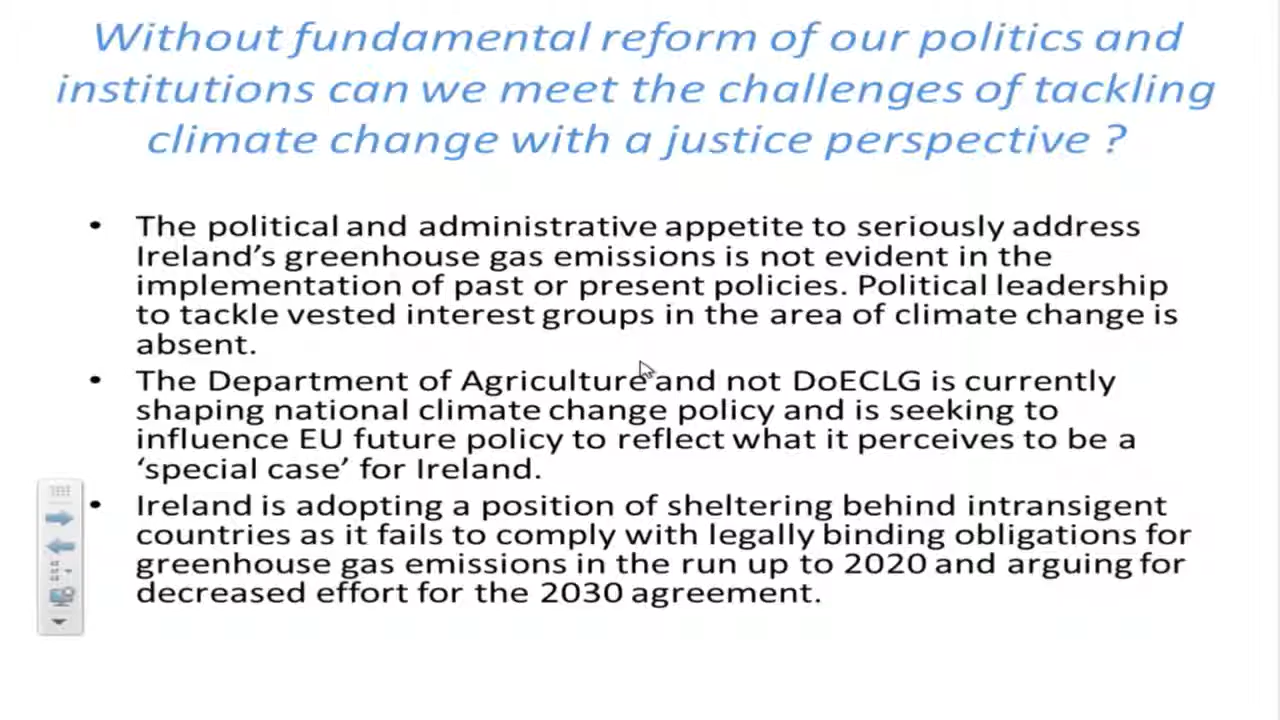 Without fundamental reform of our politics and
institutions can we meet the challenges of tackling
climate change with a justice perspective ?
• The political and administrative appetite to seriously address
Ireland’s greenhouse gas emissions is not evident in the
implementation of past or present policies. Political leadership
to tackle vested interest groups in the area of climate change is
absent.
• The Department of Agriculture and not DoECLG is currently
shaping national climate change policy and is seeking to
influence EU future policy to reflect what it perceives to be a
‘special case’ for Ireland.
• Ireland is adopting a position of sheltering behind intransigent
countries as it fails to comply with legally binding obligations for
greenhouse gas emissions in the run up to 2020 and arguing for
decreased effort for the 2030 agreement.